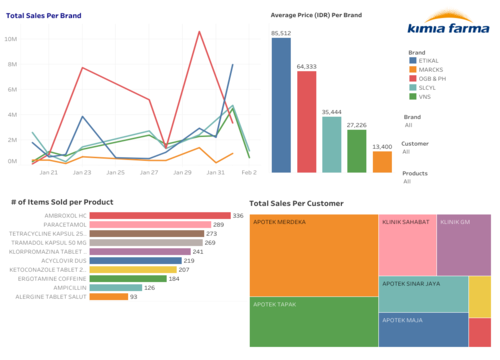 Total Sales Per Brand
10M
8M
6M
4M
2M
0M
Jan 21
Jan 23
Jan 25
Jan 27
Jan 29
Jan 31
Feb 2
Average Price (IDR) Per Brand
85,512
64,333
35,444
27,226
13,400
kimia farma
Brand
ETIKAL
MARCKS
OGB & PH
SLCYL
VNS
Brand
All
Customer
All
Products
All
# of Items Sold per Product
AMBROXOL HC 336
PARACETAMOL 289
TETRACYCLINE KAPSUL 25.. 273
TRAMADOL KAPSUL 50 MG 269
KLORPROMAZINA TABLET .. 241
ACYCLOVIR DUS 219
KETOCONAZOLE TABLET 2.. 207
ERGOTAMINE COFFEINE 184
AMPICILLIN 126
ALERGINE TABLET SALUT 93
Total Sales Per Customer
APOTEK MERDEKA
APOTEK TAPAK
KLINIK SAHABAT
KLINIK GM
APOTEK SINAR JAYA
APOTEK MAJA